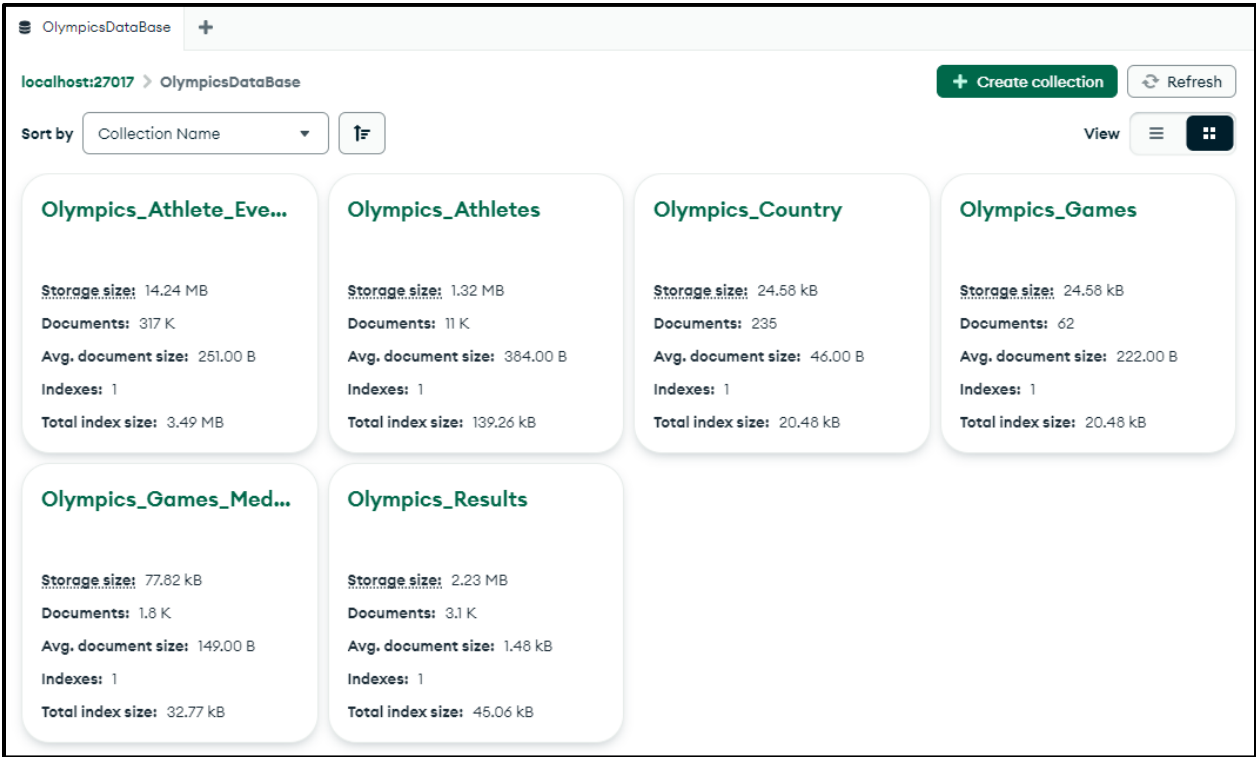 OlympicsDataBase
localhost:27017 > OlympicsDataBase
Create collection
Refresh
Sort by
Collection Name
View
Olympics_Athlete_Eve...
Storage size: 14.24 MB
Documents: 317 K
Avg. document size: 251.00 B
Indexes: 1
Total index size: 3.49 MB
Olympics_Athletes
Storage size: 1.32 MB
Documents: 11 K
Avg. document size: 384.00 B
Indexes: 1
Total index size: 139.26 kB
Olympics_Country
Storage size: 24.58 kB
Documents: 235
Avg. document size: 46.00 B
Indexes: 1
Total index size: 20.48 kB
Olympics_Games
Storage size: 24.58 kB
Documents: 62
Avg. document size: 222.00 B
Indexes: 1
Total index size: 20.48 kB
Olympics_Games_Med...
Storage size: 77.82 kB
Documents: 1.8 K
Avg. document size: 149.00 B
Indexes: 1
Total index size: 32.77 kB
Olympics_Results
Storage size: 2.23 MB
Documents: 3.1 K
Avg. document size: 1.48 kB
Indexes: 1
Total index size: 45.06 kB